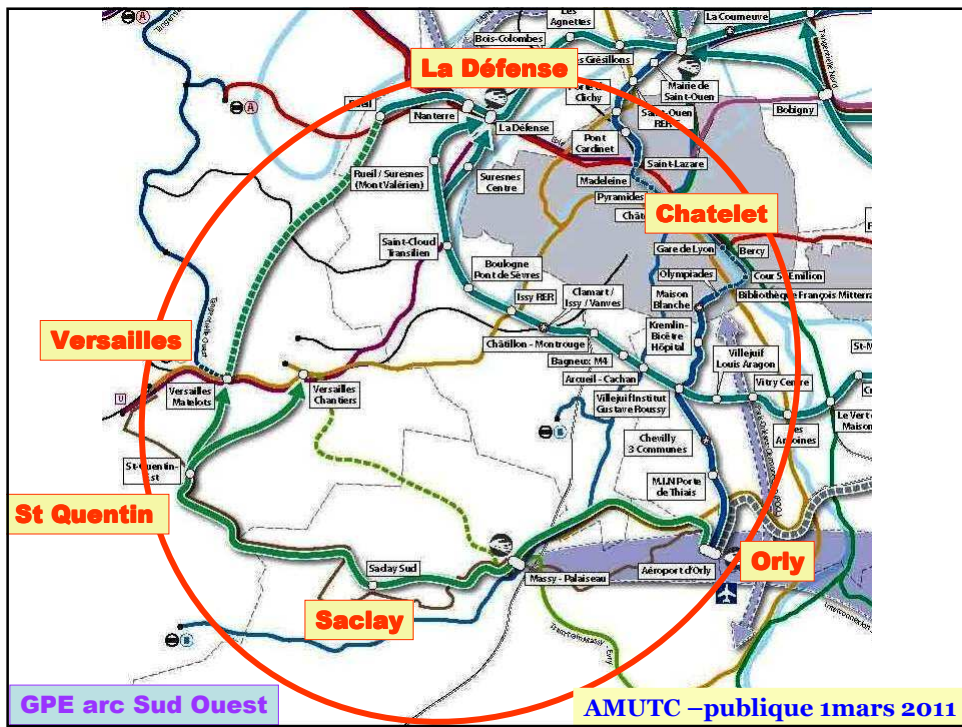 A
Les
Agnettes
La Courneuve
Bois-Colombes
Les Grésillons
La Défense
Mairie de
Saint-Ouen
Tangentielle Nord
A
Rueil
Porte de
Clichy
Nanterre
La Défense
Saint-Ouen
RER
Bobigny
Pont
Cardinet
Saint-Lazare
Rueil / Suresnes
(Mont Valérien)
Suresnes
Centre
Madeleine
Pyramides
Chatelet
Saint-Cloud
Transilien
Gare de Lyon
Bercy
Boulogne
Pont de Sèvres
Olympiades
Cour St-Emilion
Clamart /
Issy / Vanves
Maison
Blanche
Bibliothèque François Mitterra
Issy RER
Tangentielle Ouest
Versailles
Châtillon - Montrouge
Kremlin-
Bicêtre
Hôpital
Villejuif
Louis Aragon
St-M
Bagneux M4
Versailles
Matelots
Versailles
Chantiers
Arcueil - Cachan
Vitry Centre
U
Villejuif Institut
Gustave Roussy
Les
Ardoines
Le Vert de
Maison
B
Chevilly
3 Communes
St-Quentin-
Est
M.I.N Porte
de Thiais
St Quentin
Orly
Saclay Sud
Massy - Palaiseau
Aéroport d'Orly
Saclay
B
Interconnexion
GPE arc Sud Ouest
AMUTC –publique 1mars 2011